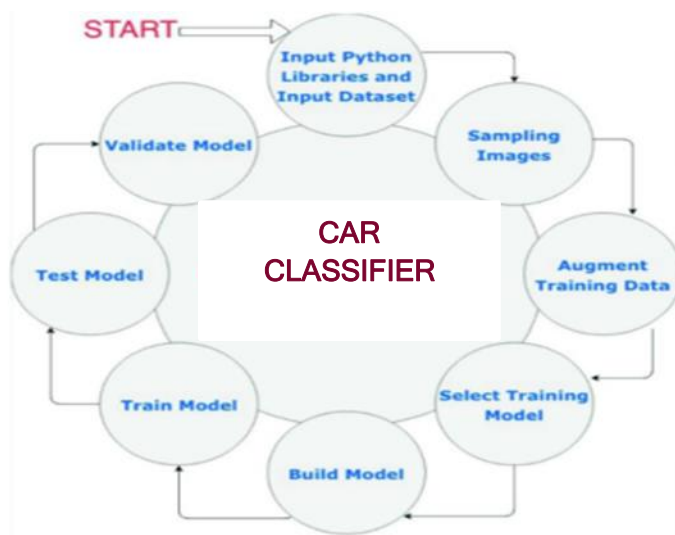 START
Input Python
Libraries and
Input Dataset
Sampling
Images
Augment
Training Data
Select Training
Model
Build Model
Train Model
Test Model
Validate Model
CAR
CLASSIFIER